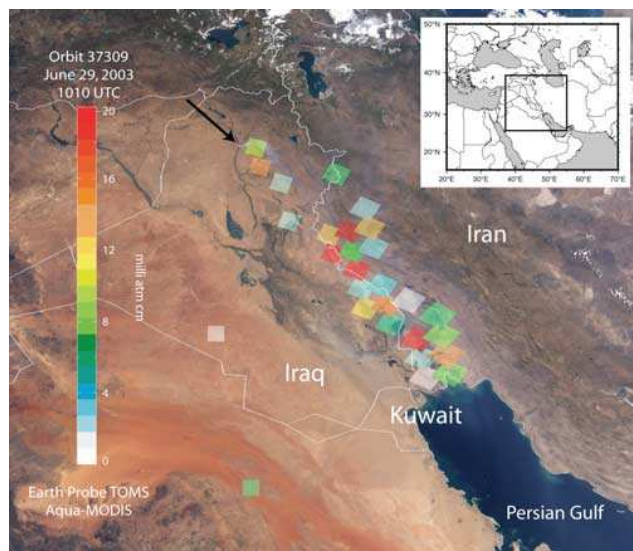 Orbit 37309
June 29, 2003
1010 UTC
20
16
12
8
4
0
milli atm cm
Earth Probe TOMS
Aqua-MODIS
Iran
Iraq
Kuwait
Persian Gulf
50°N
40°N
30°N
20°N
20°E 30°E 40°E 50°E 60°E 70°E